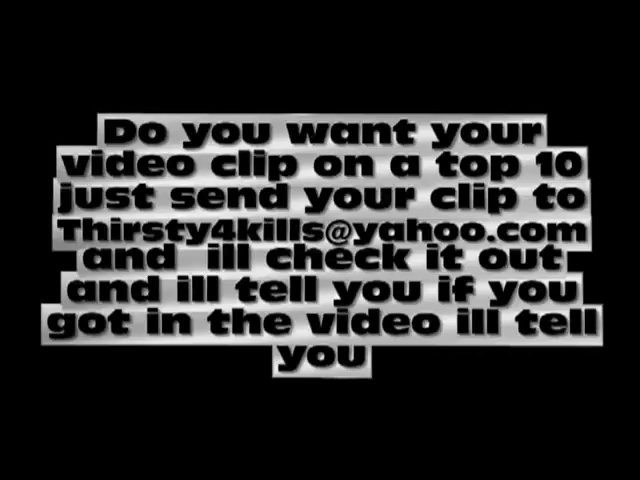 Do you want your
video clip on a top 10
just send your clip to
Thirsty4kills@yahoo.com
and ill check it out
and ill tell you if you
got in the video ill tell
you